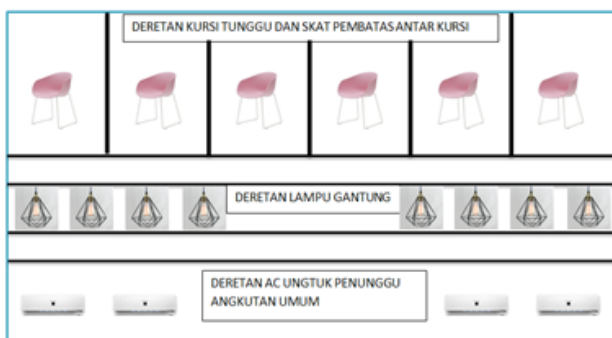 DERETAN KURSI TUNGGU DAN SKAT PEMBATAS ANTAR KURSI
DERETAN LAMPU GANTUNG
DERETAN AC UNGTUK PENUNGGU
ANGKUTAN UMUM